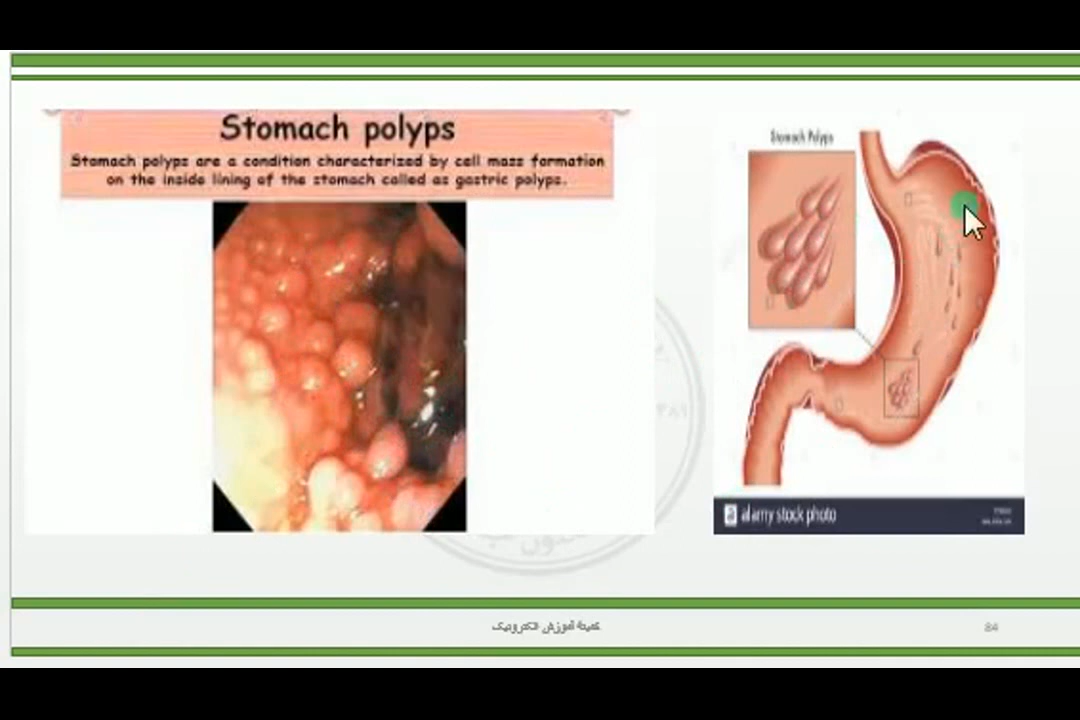 Stomach polyps
Stomach polyps are a condition characterized by cell mass formation
on the inside lining of the stomach called as gastric polyps.
Stomach Polyps
a alamy stock photo
کمیته آموزش الکترونیک
84